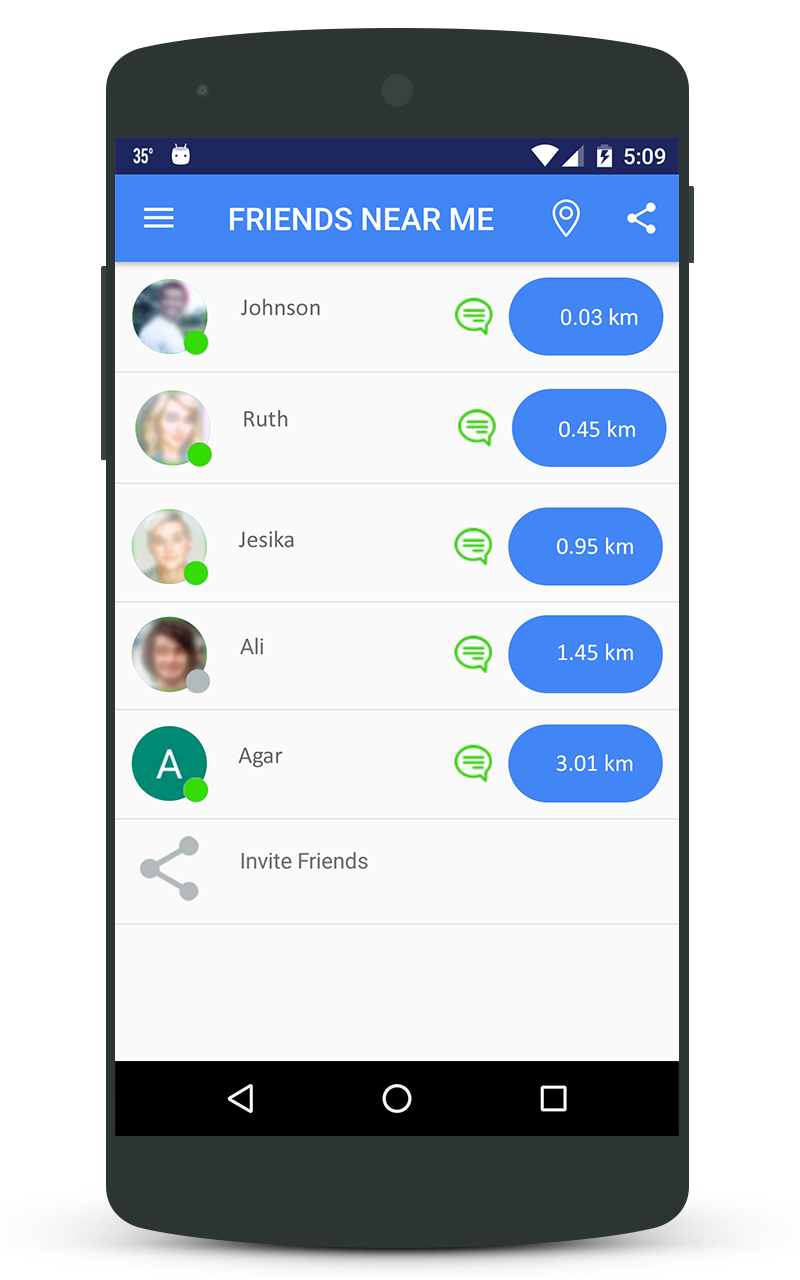 35° 5:09
FRIENDS NEAR ME
Johnson 0.03 km
Ruth 0.45 km
Jesika 0.95 km
Ali 1.45 km
A Agar 3.01 km
Invite Friends